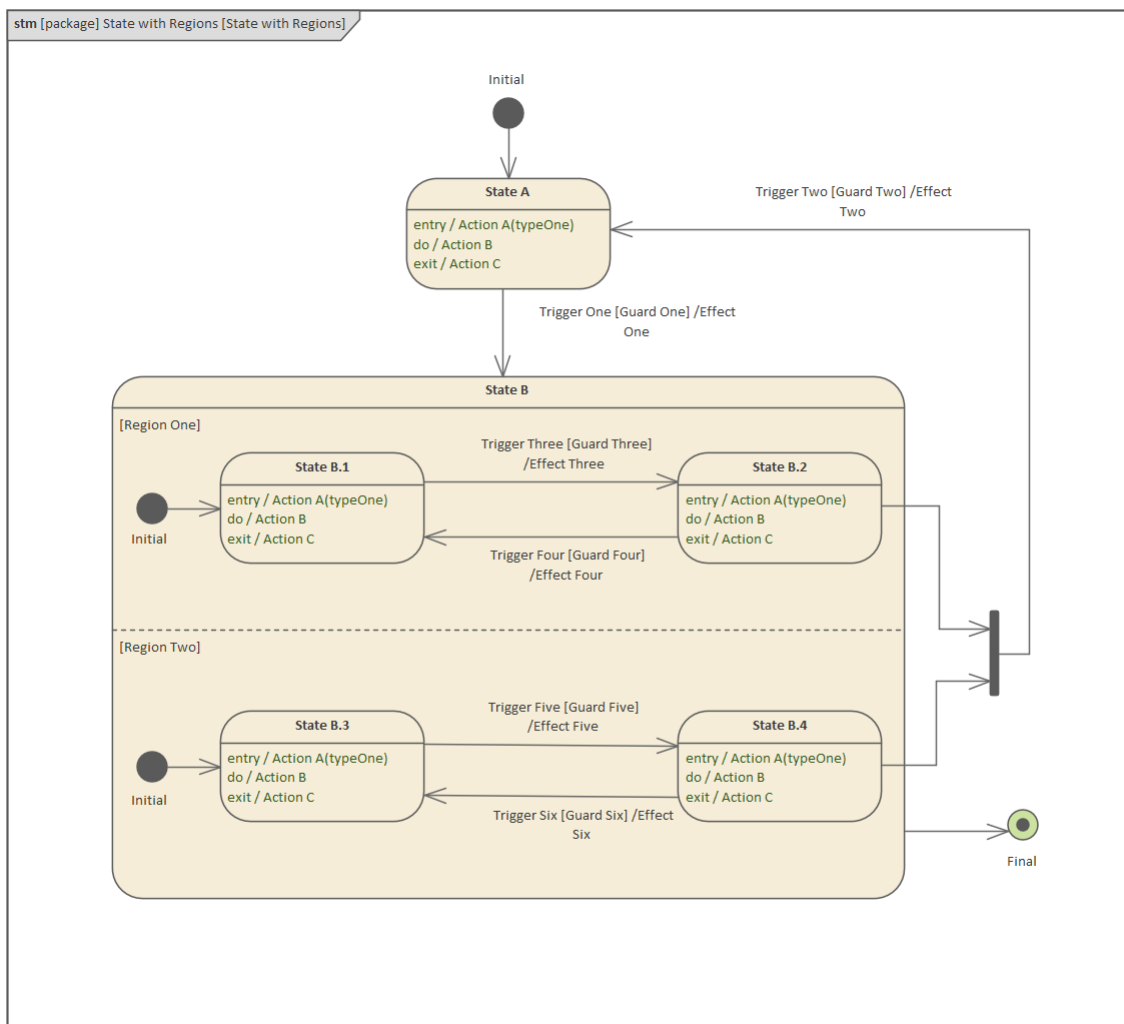 stm [package] State with Regions [State with Regions]
Initial
State A
entry / Action A(typeOne)
do / Action B
exit / Action C
Trigger Two [Guard Two] /Effect
Two
Trigger One [Guard One] /Effect
One
State B
[Region One]
Trigger Three [Guard Three]
/Effect Three
State B.1
entry / Action A(typeOne)
do / Action B
exit / Action C
State B.2
entry / Action A(typeOne)
do / Action B
exit / Action C
Initial
Trigger Four [Guard Four]
/Effect Four
[Region Two]
Trigger Five [Guard Five]
/Effect Five
State B.3
entry / Action A(typeOne)
do / Action B
exit / Action C
State B.4
entry / Action A(typeOne)
do / Action B
exit / Action C
Initial
Trigger Six [Guard Six] /Effect
Six
Final